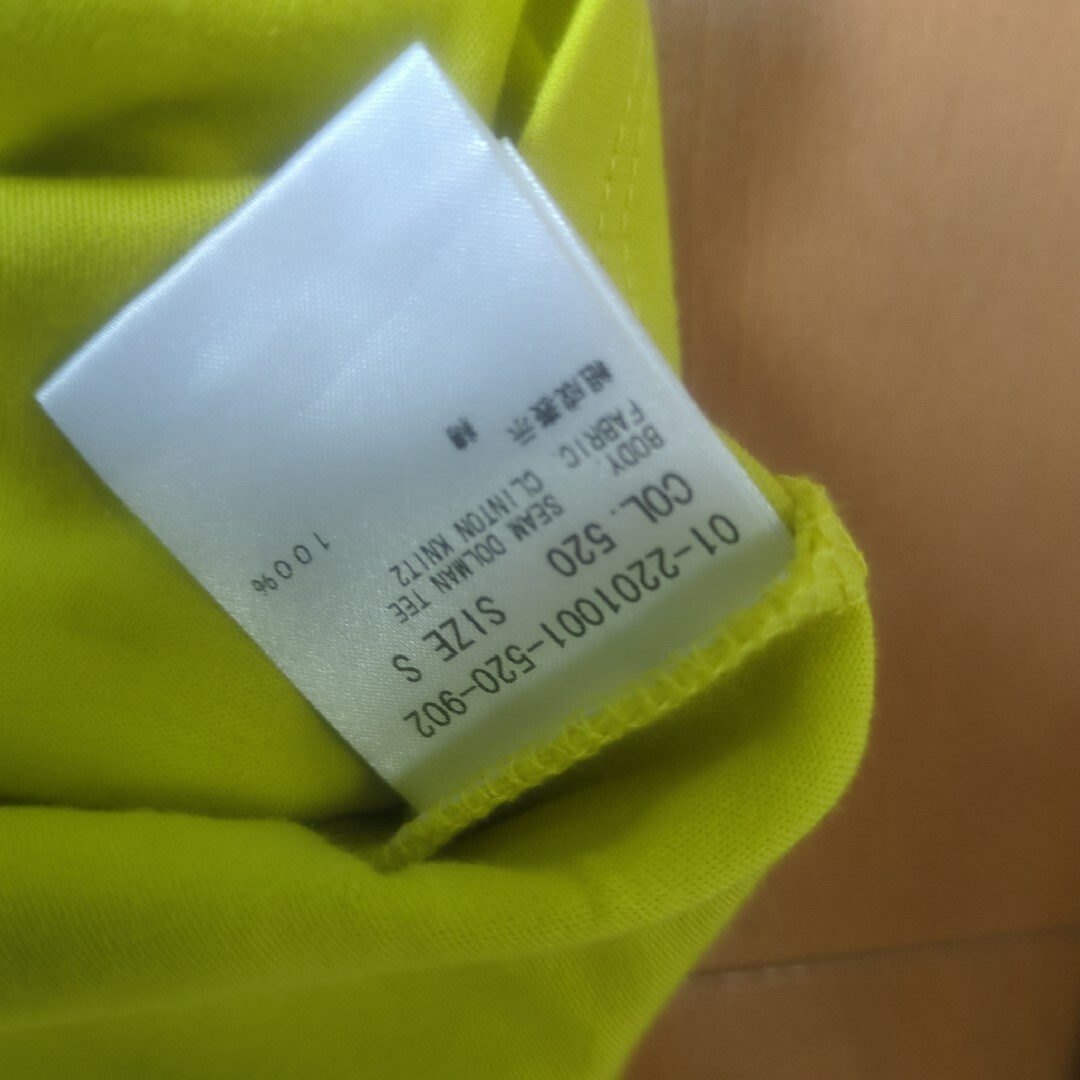 01-2201001-520-902
COL. 520 SIZE S
BODY SEAM DOLMAN TEE
FABRIC. CLINTON KNIT2
組成表示
綿 100%